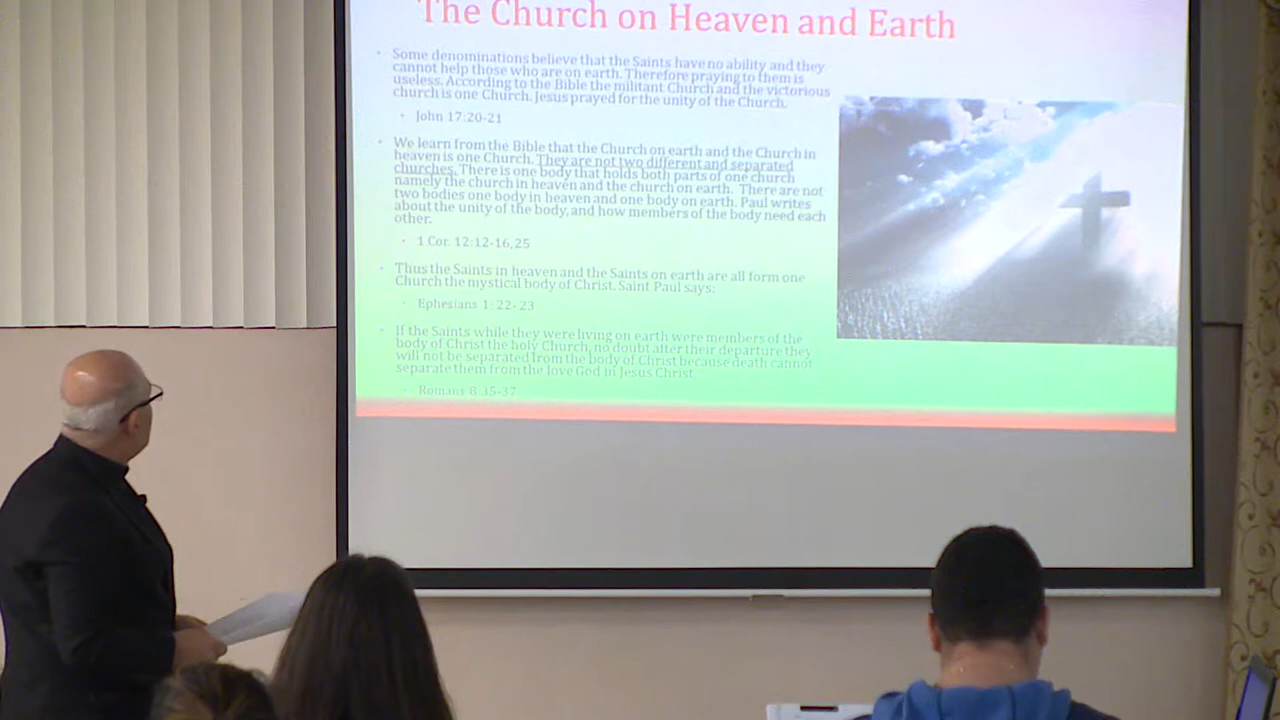 The Church on Heaven and Earth
Some denominations believe that the Saints have no ability and they
cannot help those who are on earth. Therefore praying to them is
useless. According to the Bible the militant Church and the victorious
church is one Church. Jesus prayed for the unity of the Church.
John 17:20-21
We learn from the Bible that the Church on earth and the Church in
heaven is one Church. They are not two different and separated
churches. There is one body that holds both parts of one church
namely the church in heaven and the church on earth. There are not
two bodies one body in heaven and one body on earth. Paul writes
about the unity of the body, and how members of the body need each
other.
1 Cor. 12:12-16,25
Thus the Saints in heaven and the Saints on earth are all form one
Church the mystical body of Christ. Saint Paul says:
Ephesians 1: 22- 23
If the Saints while they were living on earth were members of the
body of Christ the holy Church, no doubt after their departure they
will not be separated from the body of Christ because death cannot
separate them from the love God in Jesus Christ.
Romans 8:35-37